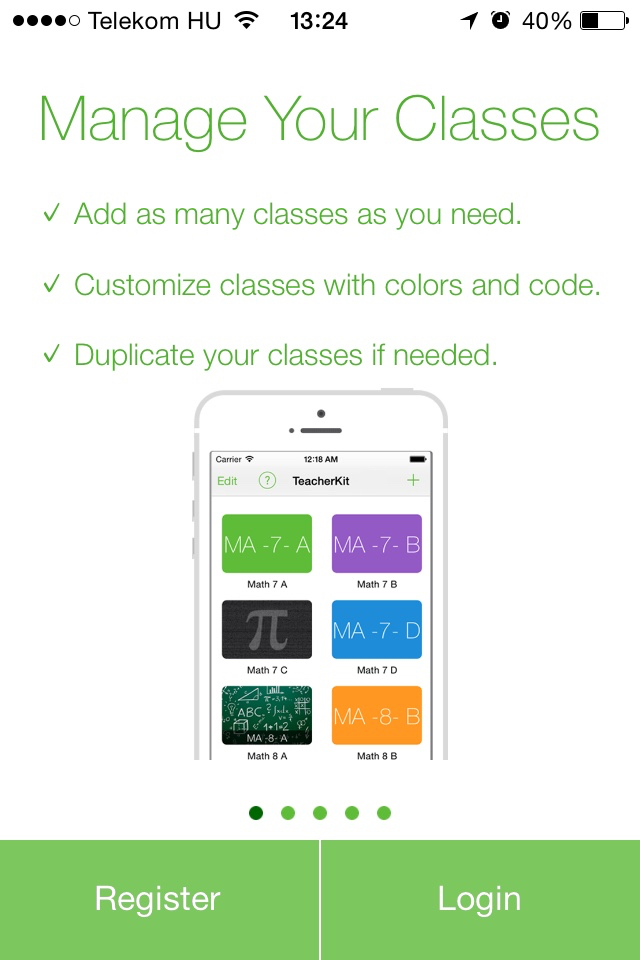 Telekom HU 13:24 40%
Manage Your Classes
✓ Add as many classes as you need.
✓ Customize classes with colors and code.
✓ Duplicate your classes if needed.
Carrier 12:18 AM
Edit ? TeacherKit +
MA -7- A MA -7- B
Math 7 A Math 7 B
π MA -7- D
Math 7 C Math 7 D
ABC
1+1=2
MA -8- A MA -8- B
Math 8 A Math 8 B
Register Login